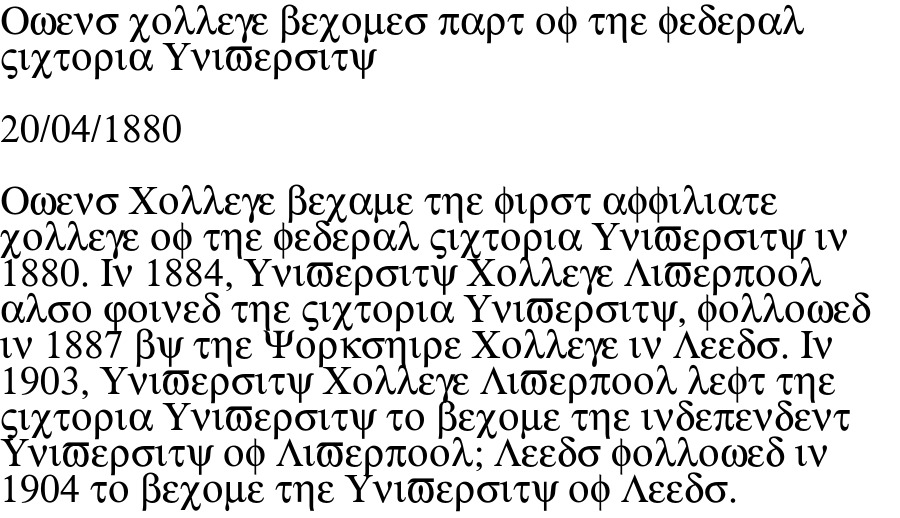 Οωενσ χολλεγε βεχομεσ παρτ οφ τηε φεδεραλ
ςιχτορια Υνιϖερσιτψ
20/04/1880
Οωενσ Χολλεγε βεχαμε τηε φιρστ αφφιλιατε
χολλεγε οφ τηε φεδεραλ ςιχτορια Υνιϖερσιτψ ιν
1880. Ιν 1884, Υνιϖερσιτψ Χολλεγε Λιϖερποολ
αλσο φοινεδ τηε ςιχτορια Υνιϖερσιτψ, φολλοωεδ
ιν 1887 βψ τηε Ψορκσηιρε Χολλεγε ιν Λεεδσ. Ιν
1903, Υνιϖερσιτψ Χολλεγε Λιϖερποολ λεφτ τηε
ςιχτορια Υνιϖερσιτψ το βεχομε τηε ινδεπενδεντ
Υνιϖερσιτψ οφ Λιϖερποολ; Λεεδσ φολλοωεδ ιν
1904 το βεχομε τηε Υνιϖερσιτψ οφ Λεεδσ.